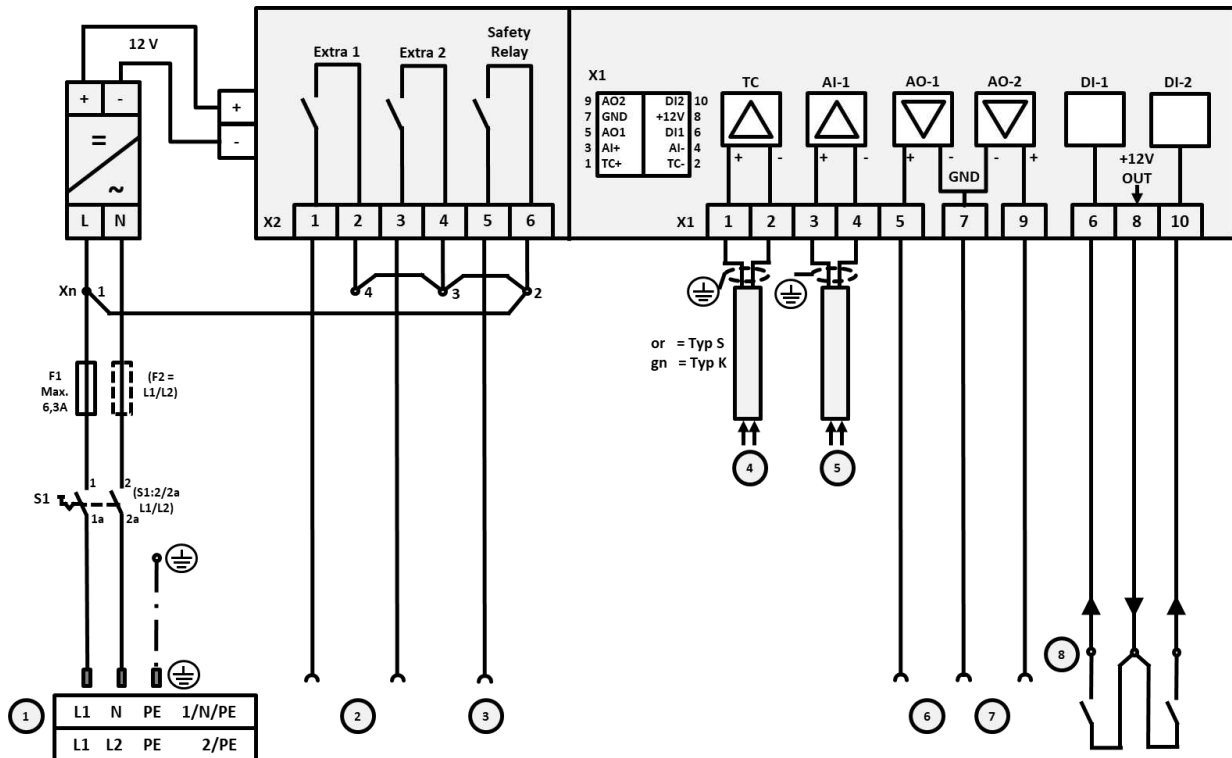 12 V
+ -
= ~
L N
+
-
Extra 1 Extra 2 Safety Relay
X2 1 2 3 4 5 6
X1
9 AO2 DI2 10
7 GND +12V 8
5 AO1 DI1 6
3 AI+ AI- 4
1 TC+ TC- 2
TC AI-1 AO-1 AO-2 DI-1 DI-2
+ - + - + - - +
GND
+12V
OUT
X1 1 2 3 4 5 7 9 6 8 10
Xn 1 4 3 2
or = Typ S
gn = Typ K
F1
Max.
6,3A
(F2 =
L1/L2)
4 5
S1
1 2
1a 2a
(S1:2/2a
L1/L2)
8
1 2 3 6 7
L1 N PE 1/N/PE
L1 L2 PE 2/PE